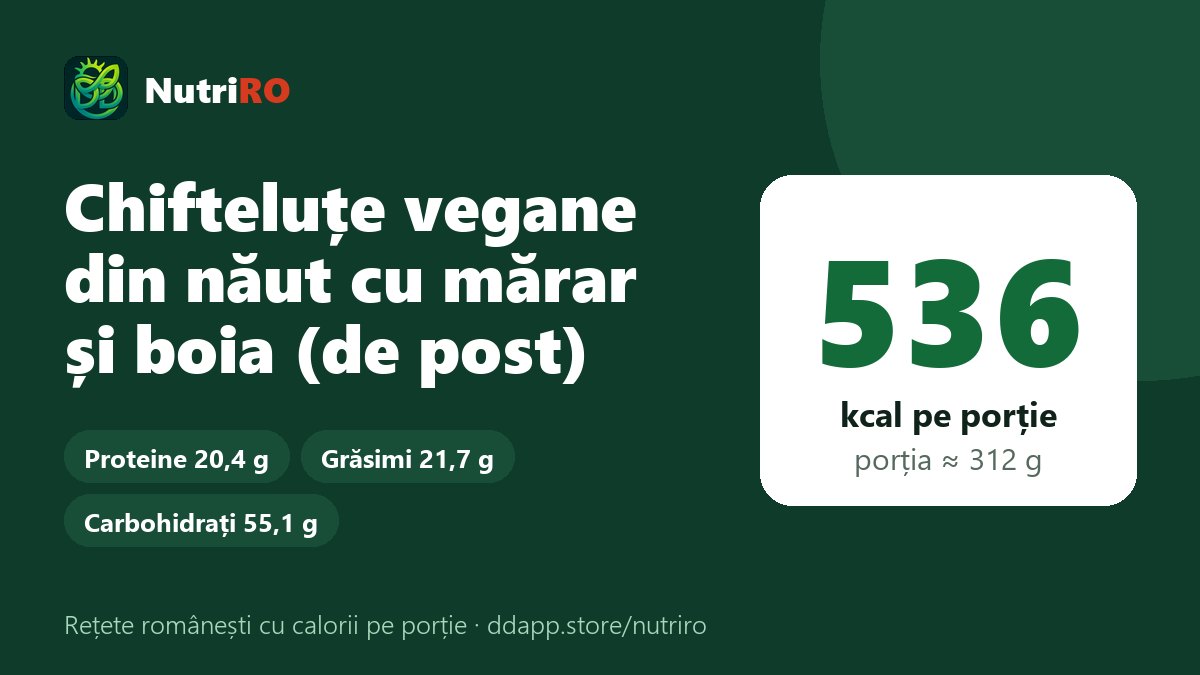 NutriRO
Chifteluțe vegane
din năut cu mărar
și boia (de post)
Proteine 20,4 g
Grăsimi 21,7 g
Carbohidrați 55,1 g
536
kcal pe porție
porția ≈ 312 g
Rețete românești cu calorii pe porție · ddapp.store/nutriro